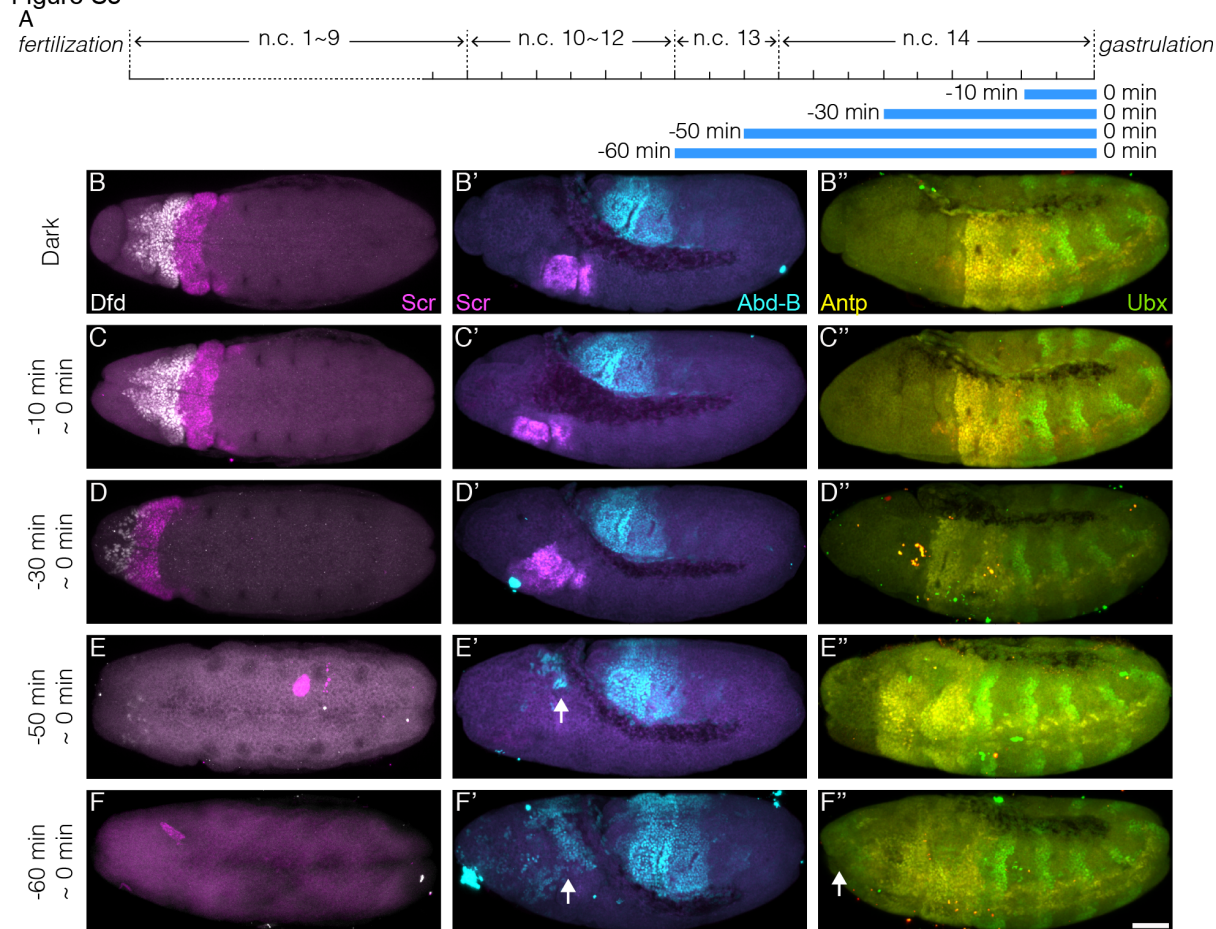 A
fertilization n.c. 1~9 n.c. 10~12 n.c. 13 n.c. 14 gastrulation
-10 min 0 min
-30 min 0 min
-50 min 0 min
-60 min 0 min
Dark
B
Dfd Scr
B’
Scr Abd-B
B”
Antp Ubx
-10 min
~ 0 min
C C’ C”
-30 min
~ 0 min
D D’ D”
-50 min
~ 0 min
E E’ E”
-60 min
~ 0 min
F F’ F”